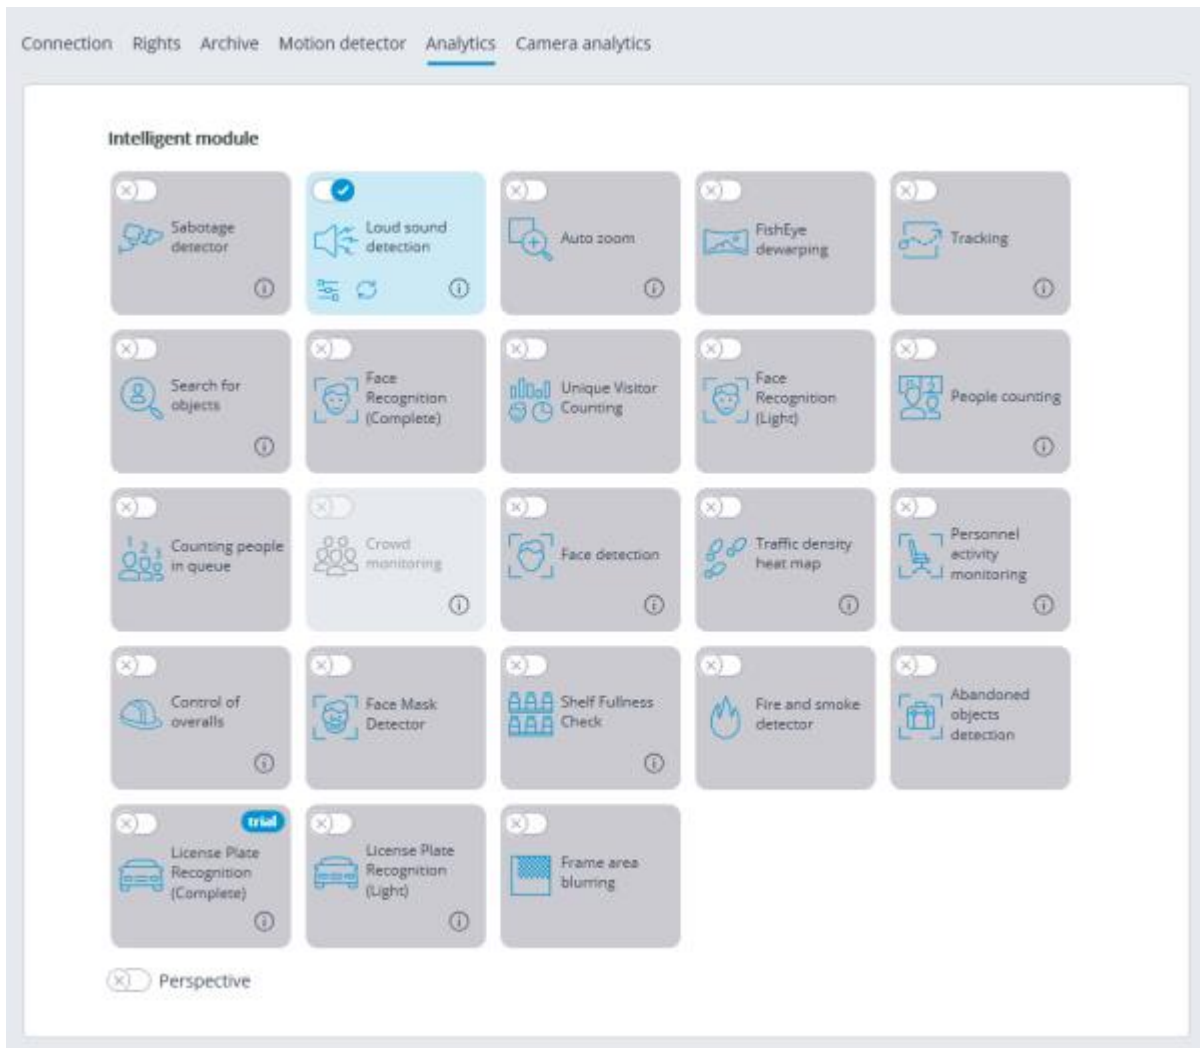 Connection Rights Archive Motion detector Analytics Camera analytics
Intelligent module
Sabotage
detector
Loud sound
detection
Auto zoom
FishEye
dewarping
Tracking
Search for
objects
Face
Recognition
(Complete)
Unique Visitor
Counting
Face
Recognition
(Light)
People counting
Counting people
in queue
Crowd
monitoring
Face detection
Traffic density
heat map
Personnel
activity
monitoring
Control of
overalls
Face Mask
Detector
Shelf Fullness
Check
Fire and smoke
detector
Abandoned
objects
detection
trial
License Plate
Recognition
(Complete)
License Plate
Recognition
(Light)
Frame area
blurring
Perspective